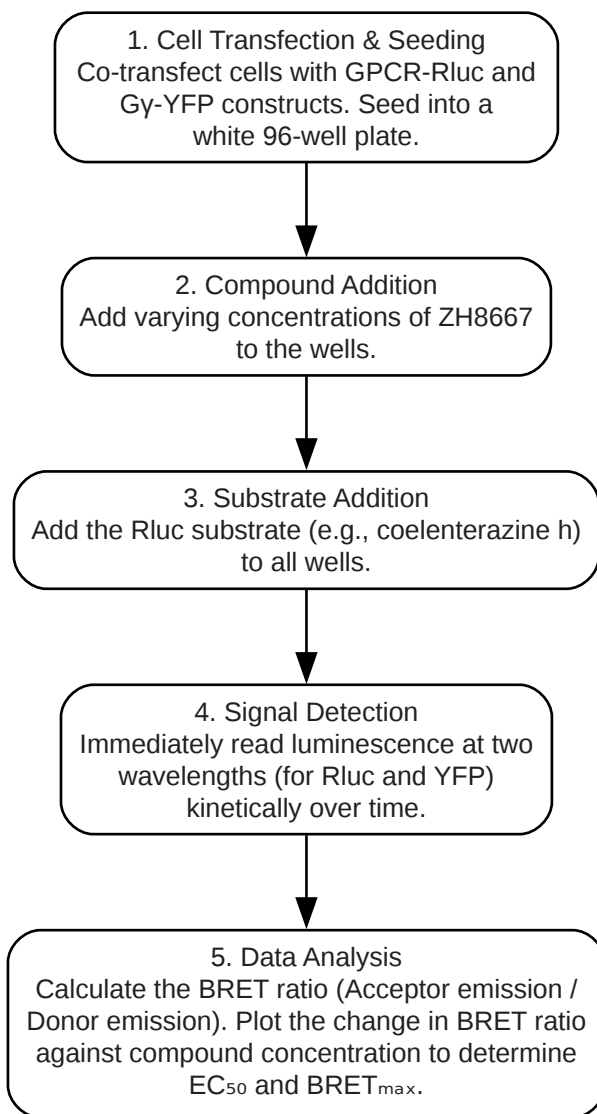 1. Cell Transfection & Seeding
Co-transfect cells with GPCR-Rluc and
Gγ-YFP constructs. Seed into a
white 96-well plate.
2. Compound Addition
Add varying concentrations of ZH8667
to the wells.
3. Substrate Addition
Add the Rluc substrate (e.g., coelenterazine h)
to all wells.
4. Signal Detection
Immediately read luminescence at two
wavelengths (for Rluc and YFP)
kinetically over time.
5. Data Analysis
Calculate the BRET ratio (Acceptor emission /
Donor emission). Plot the change in BRET ratio
against compound concentration to determine
EC₅₀ and BRETₘₐₓ.